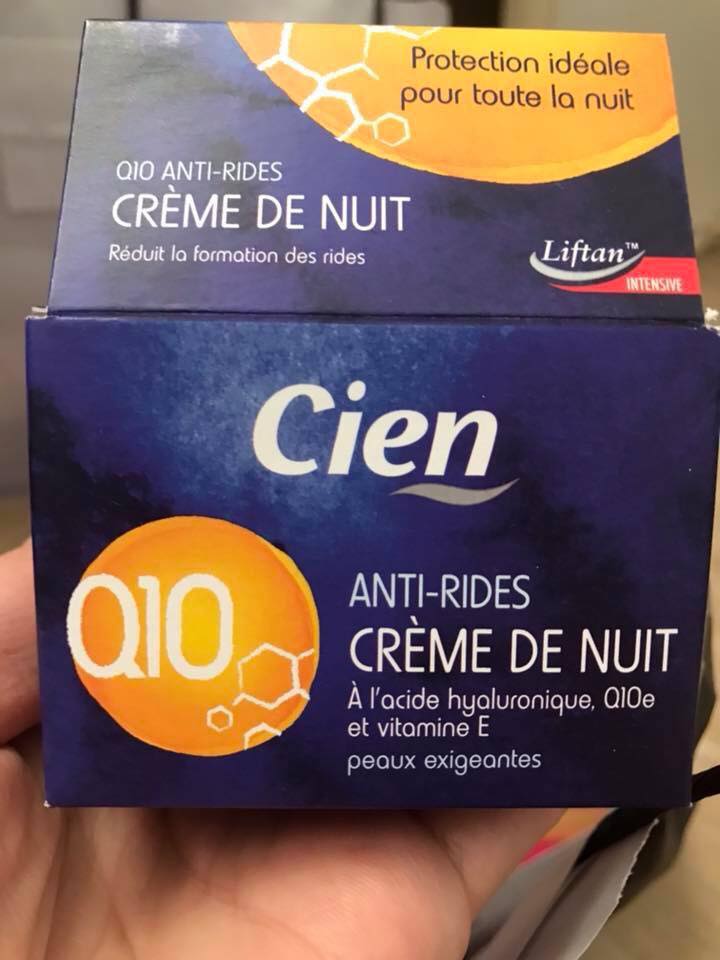 Protection idéale
pour toute la nuit
Q10 ANTI-RIDES
CRÈME DE NUIT
Réduit la formation des rides
Liftan™
INTENSIVE
Cien
Q10
ANTI-RIDES
CRÈME DE NUIT
À l'acide hyaluronique, Q10e
et vitamine E
peaux exigeantes